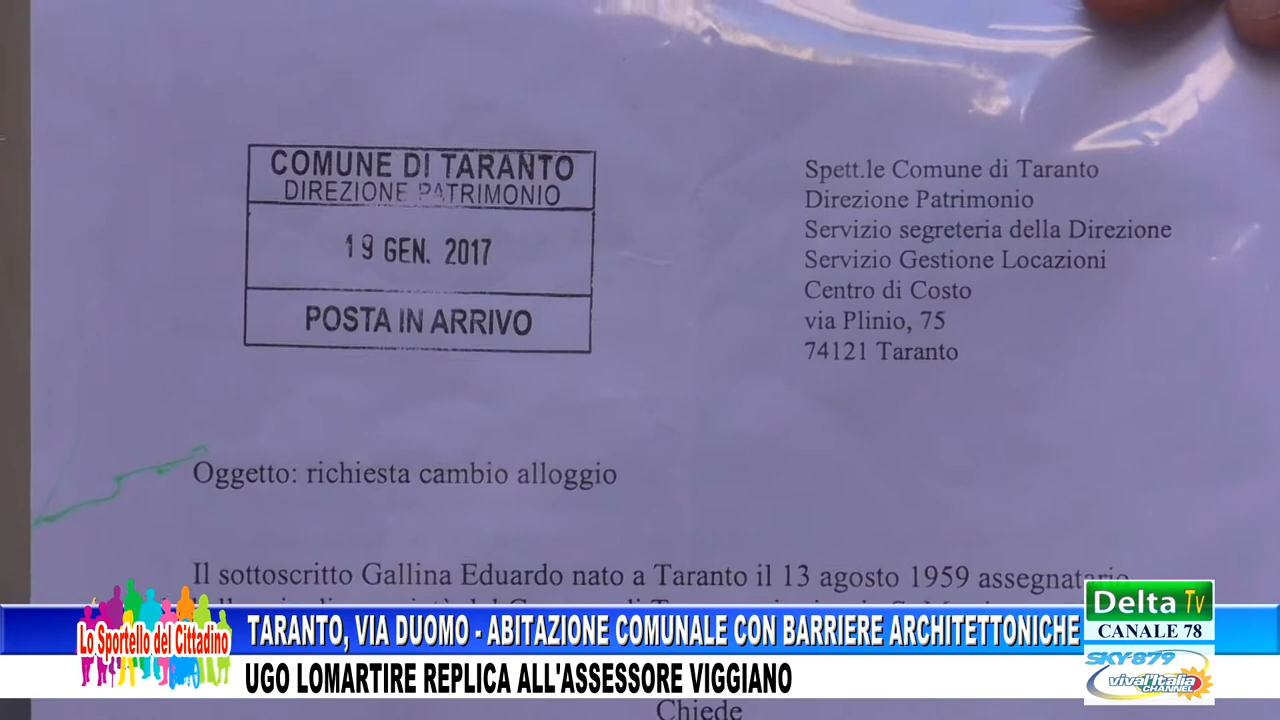 COMUNE DI TARANTO
DIREZIONE PATRIMONIO
19 GEN. 2017
POSTA IN ARRIVO
Spett.le Comune di Taranto
Direzione Patrimonio
Servizio segreteria della Direzione
Servizio Gestione Locazioni
Centro di Costo
via Plinio, 75
74121 Taranto
Oggetto: richiesta cambio alloggio
Il sottoscritto Gallina Eduardo nato a Taranto il 13 agosto 1959 assegnatario
Lo Sportello del Cittadino
TARANTO, VIA DUOMO - ABITAZIONE COMUNALE CON BARRIERE ARCHITETTONICHE
UGO LOMARTIRE REPLICA ALL'ASSESSORE VIGGIANO
Delta Tv
CANALE 78
SKY 879
viva l'Italia
CHANNEL
Chiede